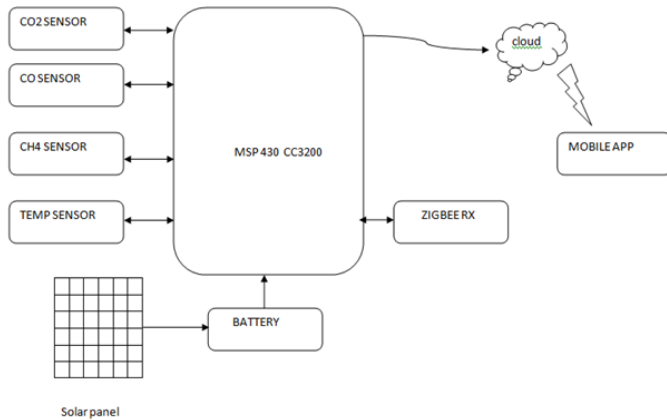 CO2 SENSOR
cloud
CO SENSOR
CH4 SENSOR
MSP 430 CC3200
MOBILE APP
TEMP SENSOR
ZIGBEE RX
BATTERY
Solar panel